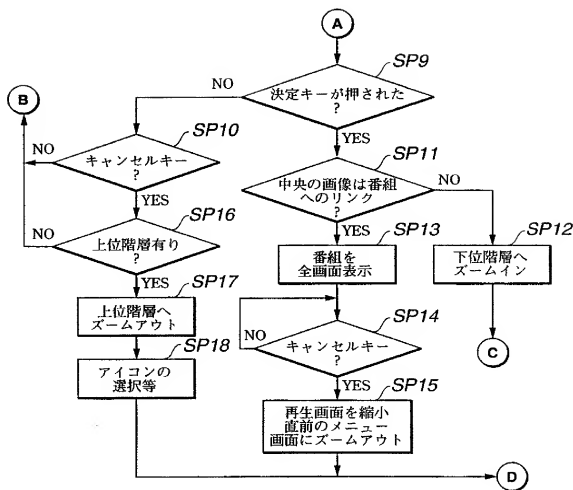 A
SP9
決定キーが押された
?
NO
YES
B
SP10
キャンセルキー
?
NO
YES
SP11
中央の画像は番組
へのリンク
?
NO
YES
SP16
上位階層有り
?
NO
YES
SP13
番組を
全画面表示
SP12
下位階層へ
ズームイン
C
SP17
上位階層へ
ズームアウト
SP14
キャンセルキー
?
NO
YES
SP18
アイコンの
選択等
SP15
再生画面を縮小
直前のメニュー
画面にズームアウト
D